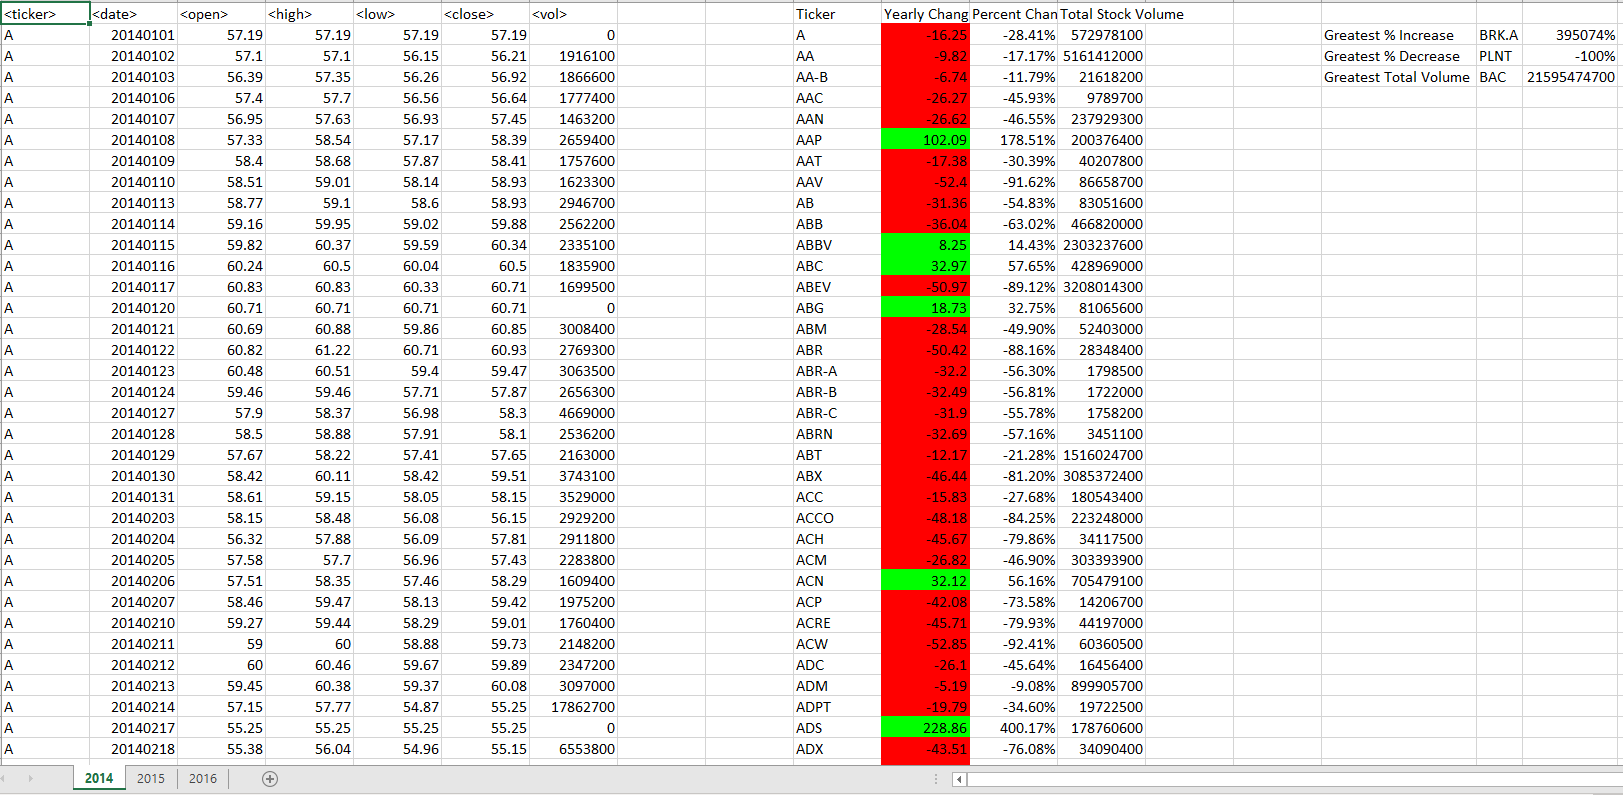 <ticker> <date> <open> <high> <low> <close> <vol> Ticker Yearly Chang Percent Chan Total Stock Volume
A 20140101 57.19 57.19 57.19 57.19 0 A -16.25 -28.41% 572978100 Greatest % Increase BRK.A 395074%
A 20140102 57.1 57.1 56.15 56.21 1916100 AA -9.82 -17.17% 5161412000 Greatest % Decrease PLNT -100%
A 20140103 56.39 57.35 56.26 56.92 1866600 AA-B -6.74 -11.79% 21618200 Greatest Total Volume BAC 21595474700
A 20140106 57.4 57.7 56.56 56.64 1777400 AAC -26.27 -45.93% 9789700
A 20140107 56.95 57.63 56.93 57.45 1463200 AAN -26.62 -46.55% 237929300
A 20140108 57.33 58.54 57.17 58.39 2659400 AAP 102.09 178.51% 200376400
A 20140109 58.4 58.68 57.87 58.41 1757600 AAT -17.38 -30.39% 40207800
A 20140110 58.51 59.01 58.14 58.93 1623300 AAV -52.4 -91.62% 86658700
A 20140113 58.77 59.1 58.6 58.93 2946700 AB -31.36 -54.83% 83051600
A 20140114 59.16 59.95 59.02 59.88 2562200 ABB -36.04 -63.02% 466820000
A 20140115 59.82 60.37 59.59 60.34 2335100 ABBV 8.25 14.43% 2303237600
A 20140116 60.24 60.5 60.04 60.5 1835900 ABC 32.97 57.65% 428969000
A 20140117 60.83 60.83 60.33 60.71 1699500 ABEV -50.97 -89.12% 3208014300
A 20140120 60.71 60.71 60.71 60.71 0 ABG 18.73 32.75% 81065600
A 20140121 60.69 60.88 59.86 60.85 3008400 ABM -28.54 -49.90% 52403000
A 20140122 60.82 61.22 60.71 60.93 2769300 ABR -50.42 -88.16% 28348400
A 20140123 60.48 60.51 59.4 59.47 3063500 ABR-A -32.2 -56.30% 1798500
A 20140124 59.46 59.46 57.71 57.87 2656300 ABR-B -32.49 -56.81% 1722000
A 20140127 57.9 58.37 56.98 58.3 4669000 ABR-C -31.9 -55.78% 1758200
A 20140128 58.5 58.88 57.91 58.1 2536200 ABRN -32.69 -57.16% 3451100
A 20140129 57.67 58.22 57.41 57.65 2163000 ABT -12.17 -21.28% 1516024700
A 20140130 58.42 60.11 58.42 59.51 3743100 ABX -46.44 -81.20% 3085372400
A 20140131 58.61 59.15 58.05 58.15 3529000 ACC -15.83 -27.68% 180543400
A 20140203 58.15 58.48 56.08 56.15 2929200 ACCO -48.18 -84.25% 223248000
A 20140204 56.32 57.88 56.09 57.81 2911800 ACH -45.67 -79.86% 34117500
A 20140205 57.58 57.7 56.96 57.43 2283800 ACM -26.82 -46.90% 303393900
A 20140206 57.51 58.35 57.46 58.29 1609400 ACN 32.12 56.16% 705479100
A 20140207 58.46 59.47 58.13 59.42 1975200 ACP -42.08 -73.58% 14206700
A 20140210 59.27 59.44 58.29 59.01 1760400 ACRE -45.71 -79.93% 44197000
A 20140211 59 60 58.88 59.73 2148200 ACW -52.85 -92.41% 60360500
A 20140212 60 60.46 59.67 59.89 2347200 ADC -26.1 -45.64% 16456400
A 20140213 59.45 60.38 59.37 60.08 3097000 ADM -5.19 -9.08% 899905700
A 20140214 57.15 57.77 54.87 55.25 17862700 ADPT -19.79 -34.60% 19722500
A 20140217 55.25 55.25 55.25 55.25 0 ADS 228.86 400.17% 178760600
A 20140218 55.38 56.04 54.96 55.15 6553800 ADX -43.51 -76.08% 34090400
2014 2015 2016